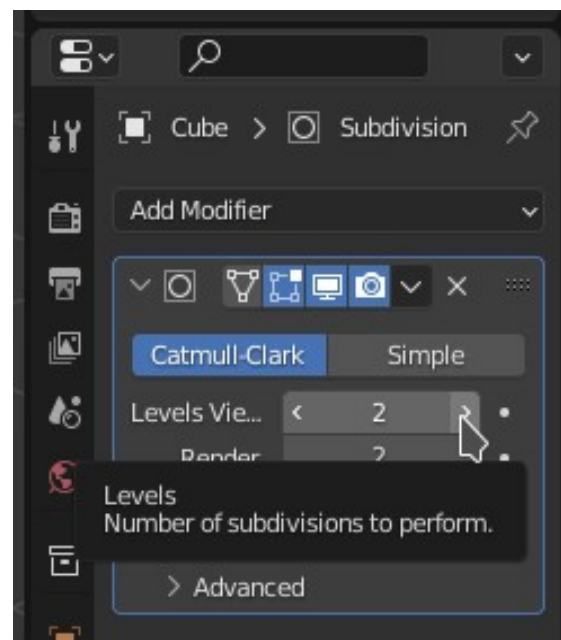 Cube > Subdivision
Add Modifier
Catmull-Clark Simple
Levels Vie... 2
Render 2
Levels
Number of subdivisions to perform.
> Advanced